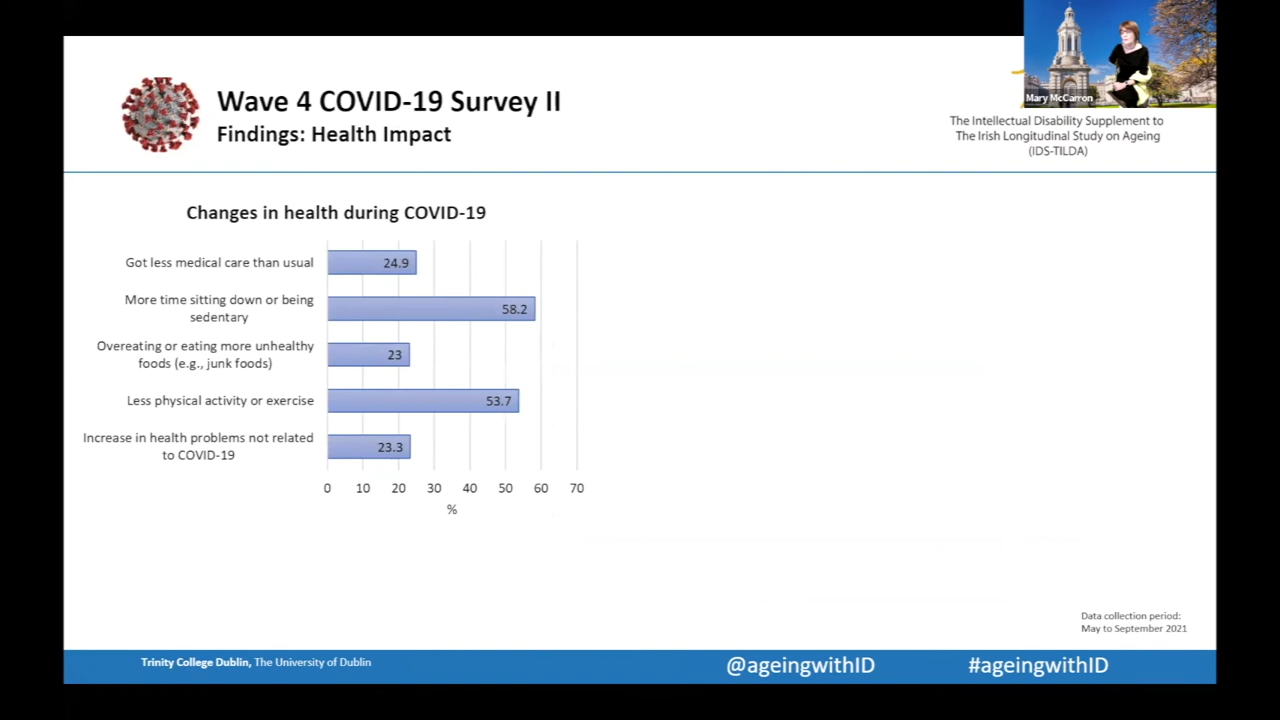 Wave 4 COVID-19 Survey II
Findings: Health Impact
Mary McCarron
The Intellectual Disability Supplement to
The Irish Longitudinal Study on Ageing
(IDS-TILDA)
Changes in health during COVID-19
Got less medical care than usual
24.9
More time sitting down or being
sedentary
58.2
Overeating or eating more unhealthy
foods (e.g., junk foods)
23
Less physical activity or exercise
53.7
Increase in health problems not related
to COVID-19
23.3
0 10 20 30 40 50 60 70
%
Data collection period:
May to September 2021
Trinity College Dublin, The University of Dublin
@ageingwithID
#ageingwithID